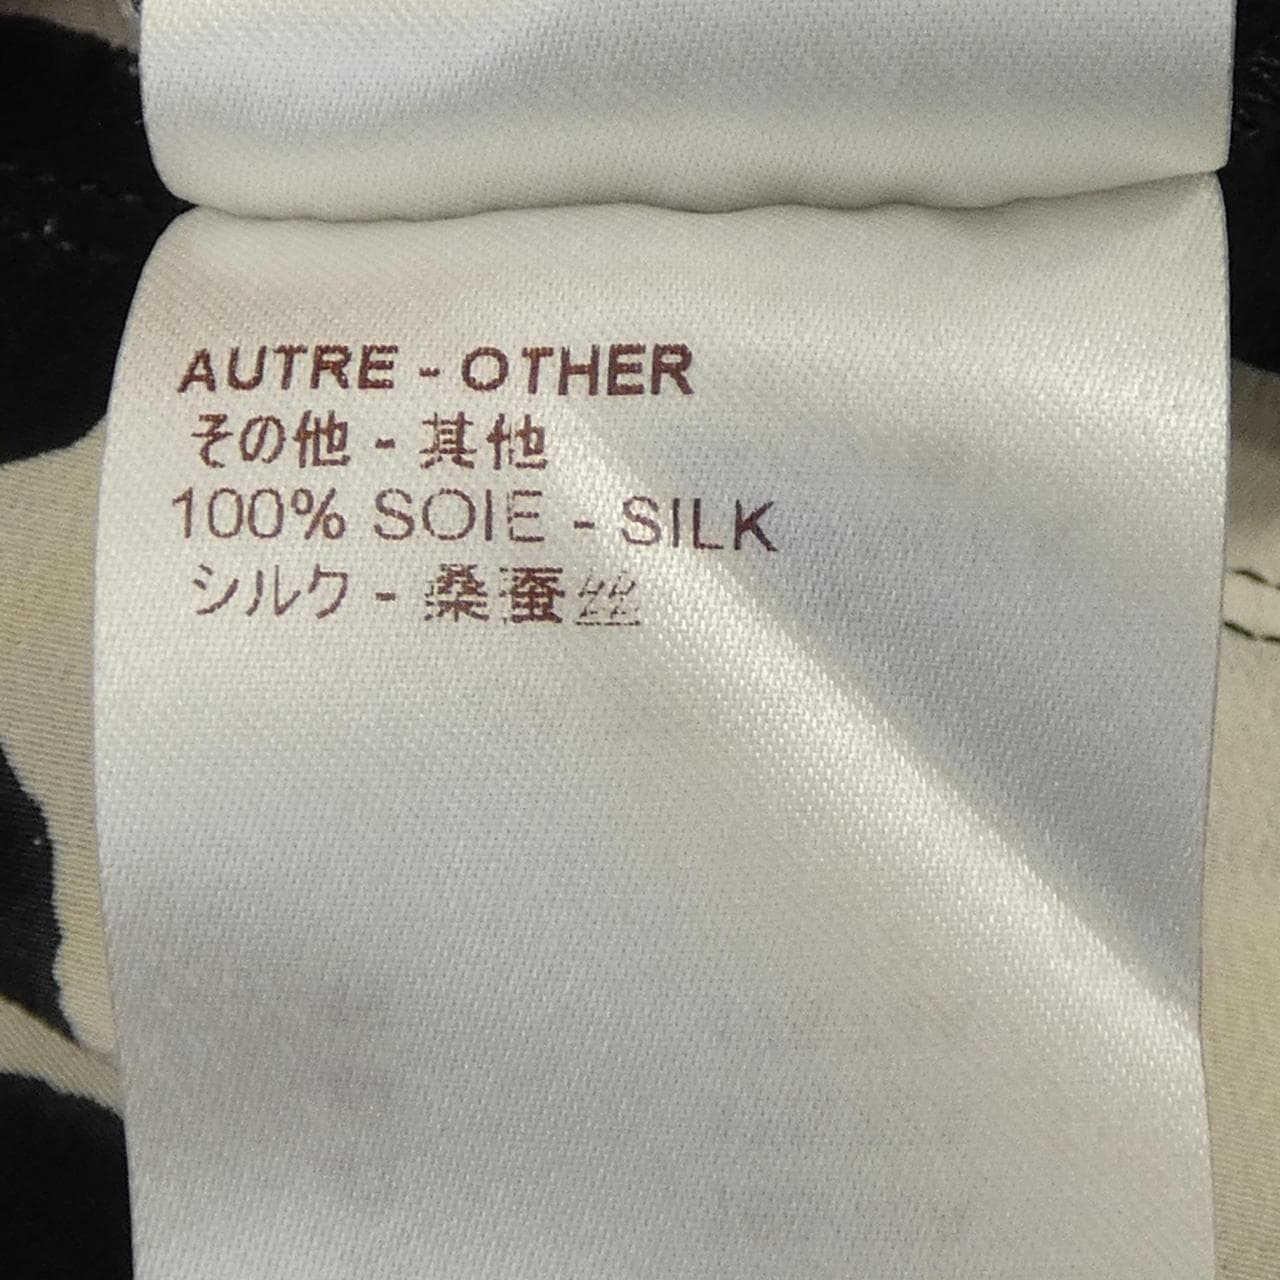 AUTRE - OTHER
その他 - 其他
100% SOIE - SILK
シルク - 桑蚕丝